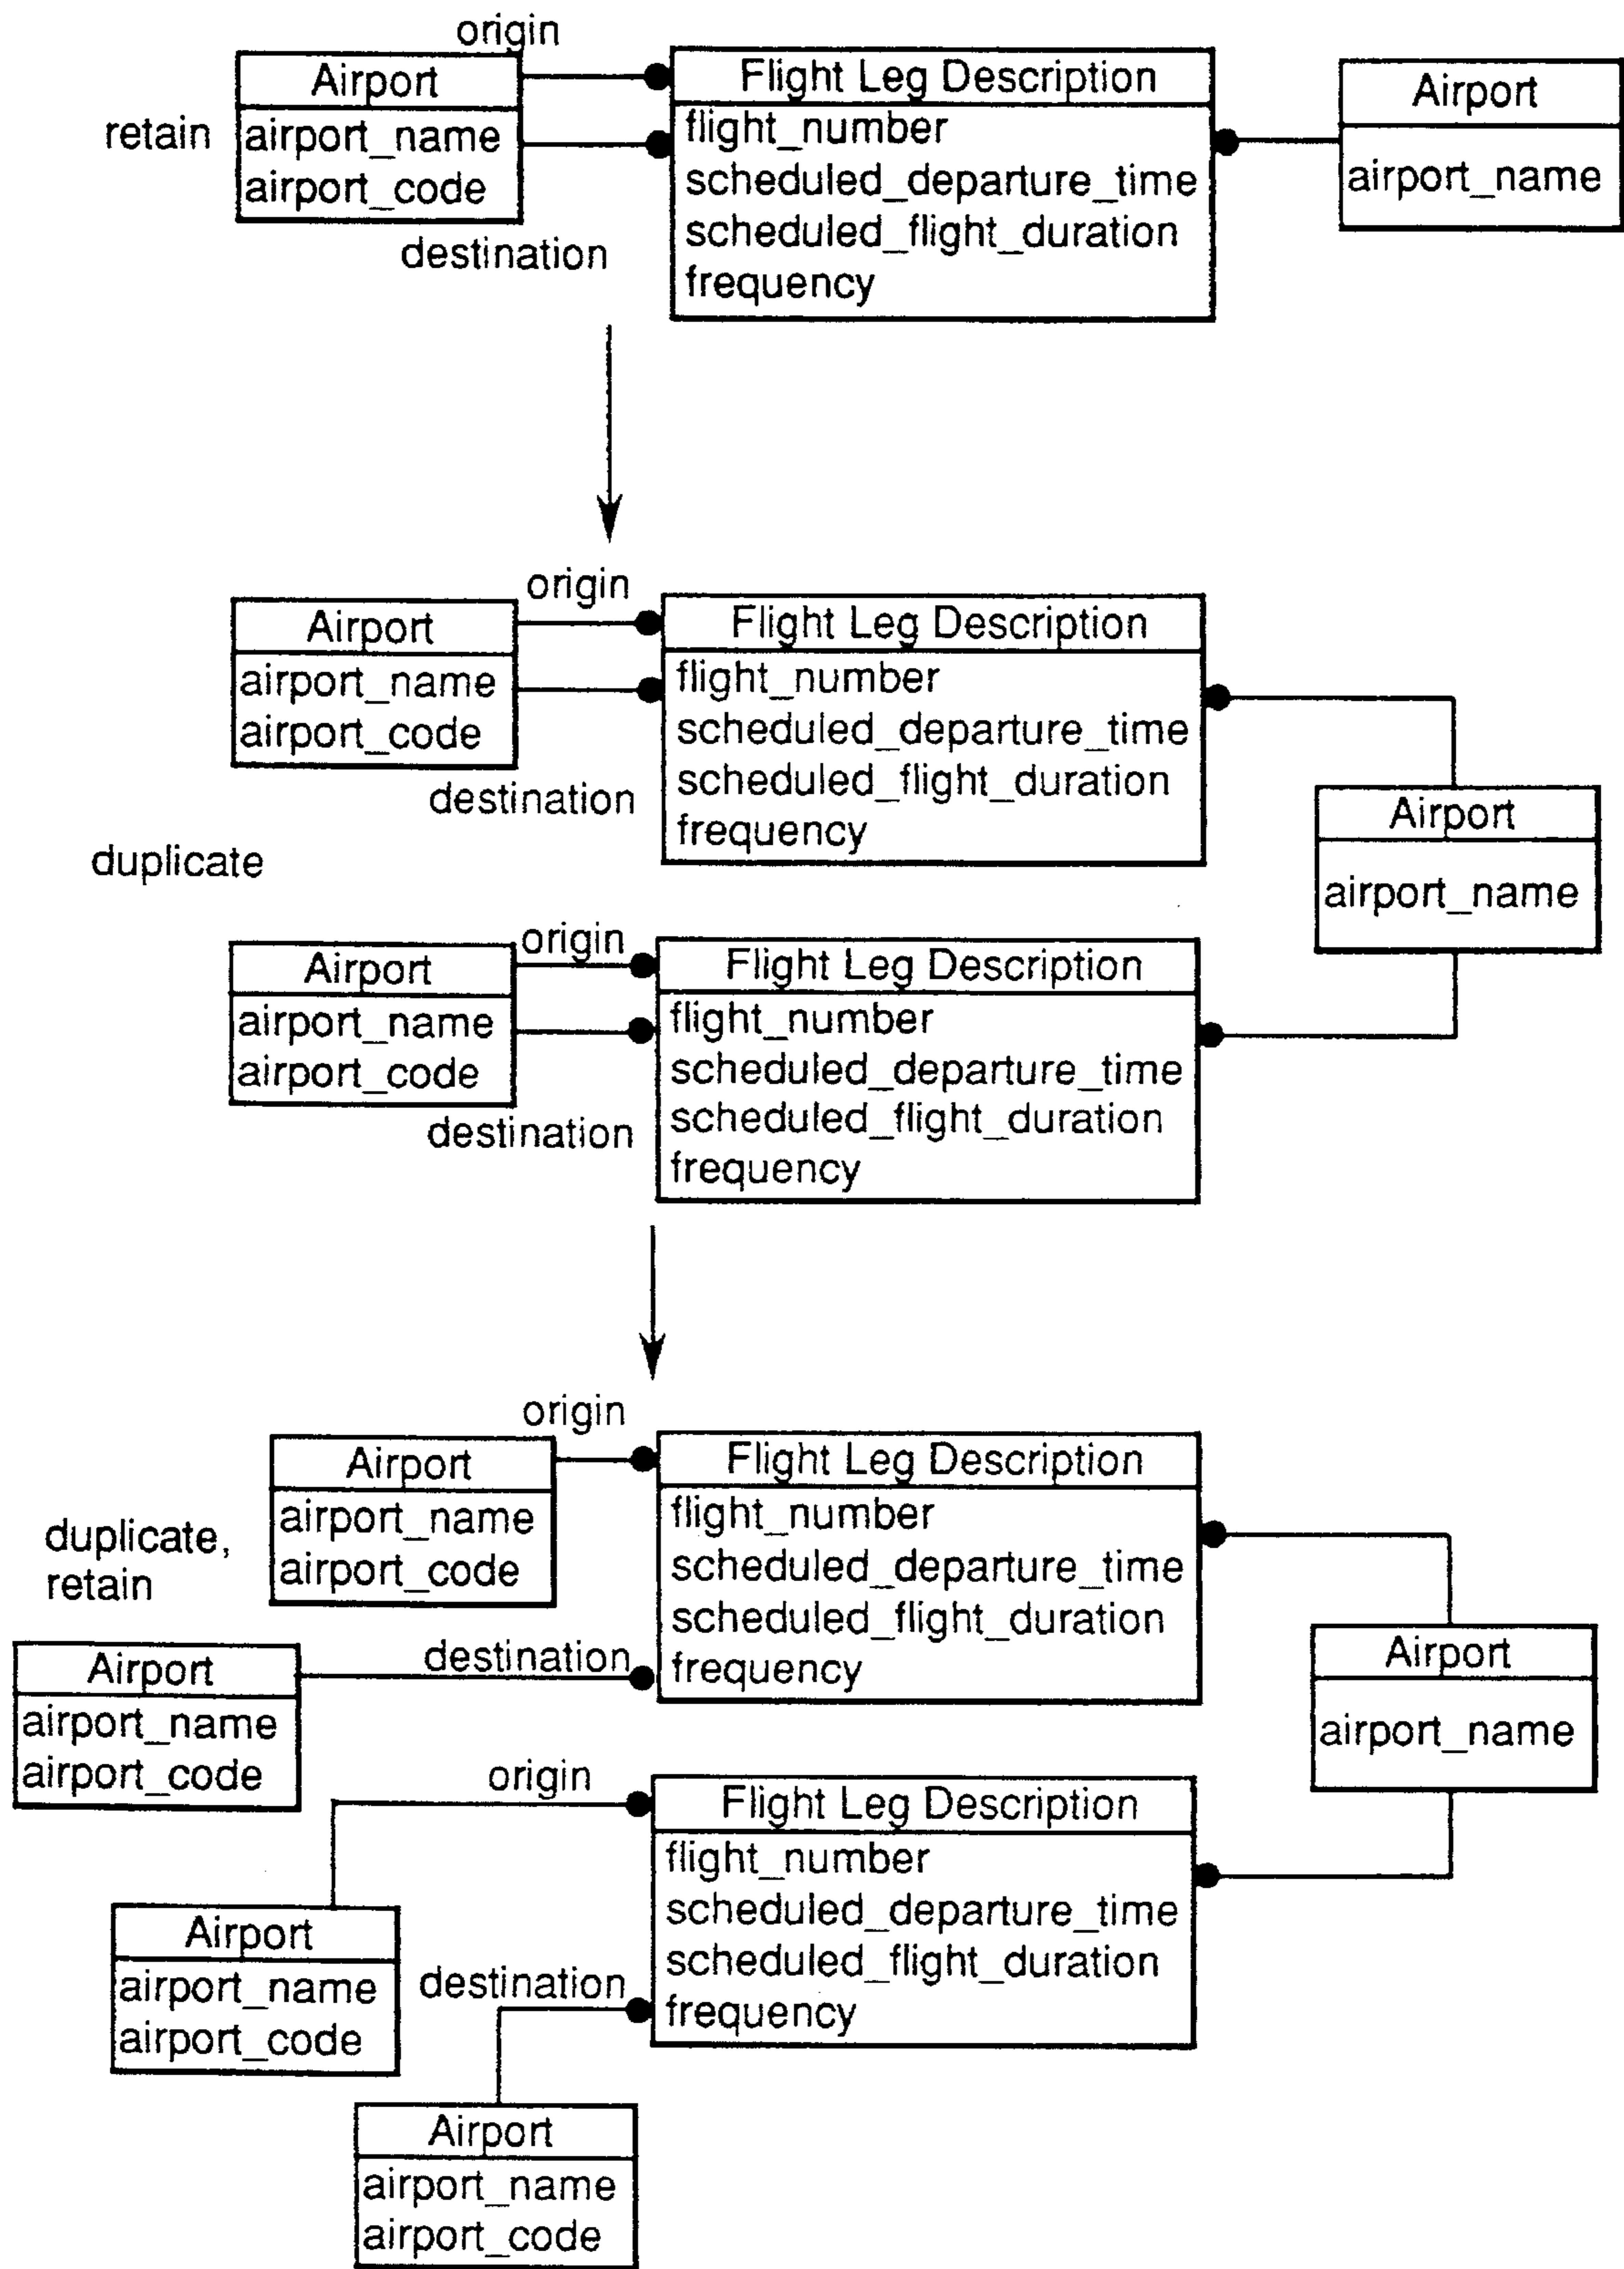 origin
Airport
retain
airport_name
airport_code
destination
Flight Leg Description
flight_number
scheduled_departure_time
scheduled_flight_duration
frequency
Airport
airport_name
origin
Airport
airport_name
airport_code
destination
Flight Leg Description
flight_number
scheduled_departure_time
scheduled_flight_duration
frequency
duplicate
Airport
airport_name
origin
Airport
airport_name
airport_code
destination
Flight Leg Description
flight_number
scheduled_departure_time
scheduled_flight_duration
frequency
origin
Airport
airport_name
airport_code
Flight Leg Description
flight_number
scheduled_departure_time
scheduled_flight_duration
frequency
duplicate,
retain
Airport
airport_name
airport_code
destination
Airport
airport_name
origin
Flight Leg Description
flight_number
scheduled_departure_time
scheduled_flight_duration
frequency
Airport
airport_name
airport_code
destination
Airport
airport_name
airport_code